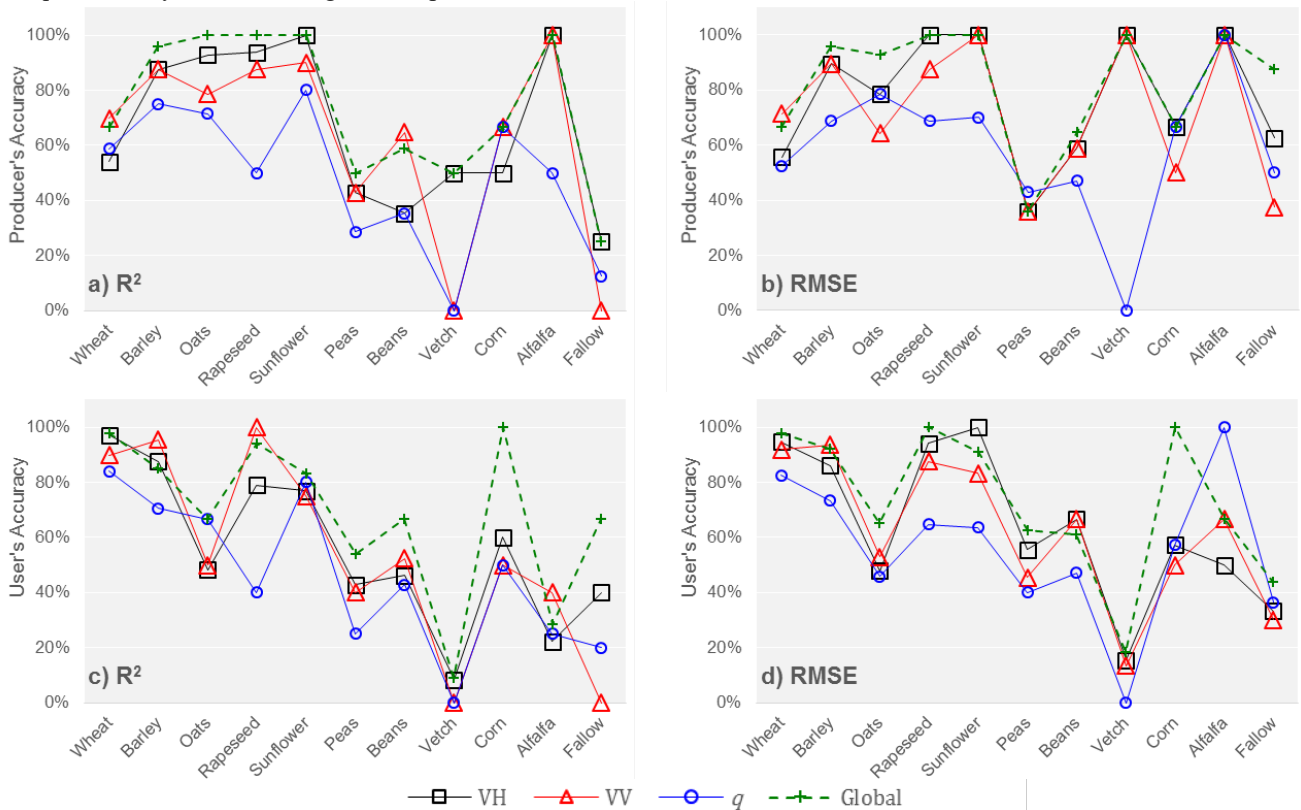 100%
80%
60%
40%
20%
0%
Producer's Accuracy
a) R²
Wheat
Barley
Oats
Rapeseed
Sunflower
Peas
Beans
Vetch
Corn
Alfalfa
Fallow
100%
80%
60%
40%
20%
0%
Producer's Accuracy
b) RMSE
Wheat
Barley
Oats
Rapeseed
Sunflower
Peas
Beans
Vetch
Corn
Alfalfa
Fallow
100%
80%
60%
40%
20%
0%
User's Accuracy
c) R²
Wheat
Barley
Oats
Rapeseed
Sunflower
Peas
Beans
Vetch
Corn
Alfalfa
Fallow
100%
80%
60%
40%
20%
0%
User's Accuracy
d) RMSE
Wheat
Barley
Oats
Rapeseed
Sunflower
Peas
Beans
Vetch
Corn
Alfalfa
Fallow
VH VV q Global